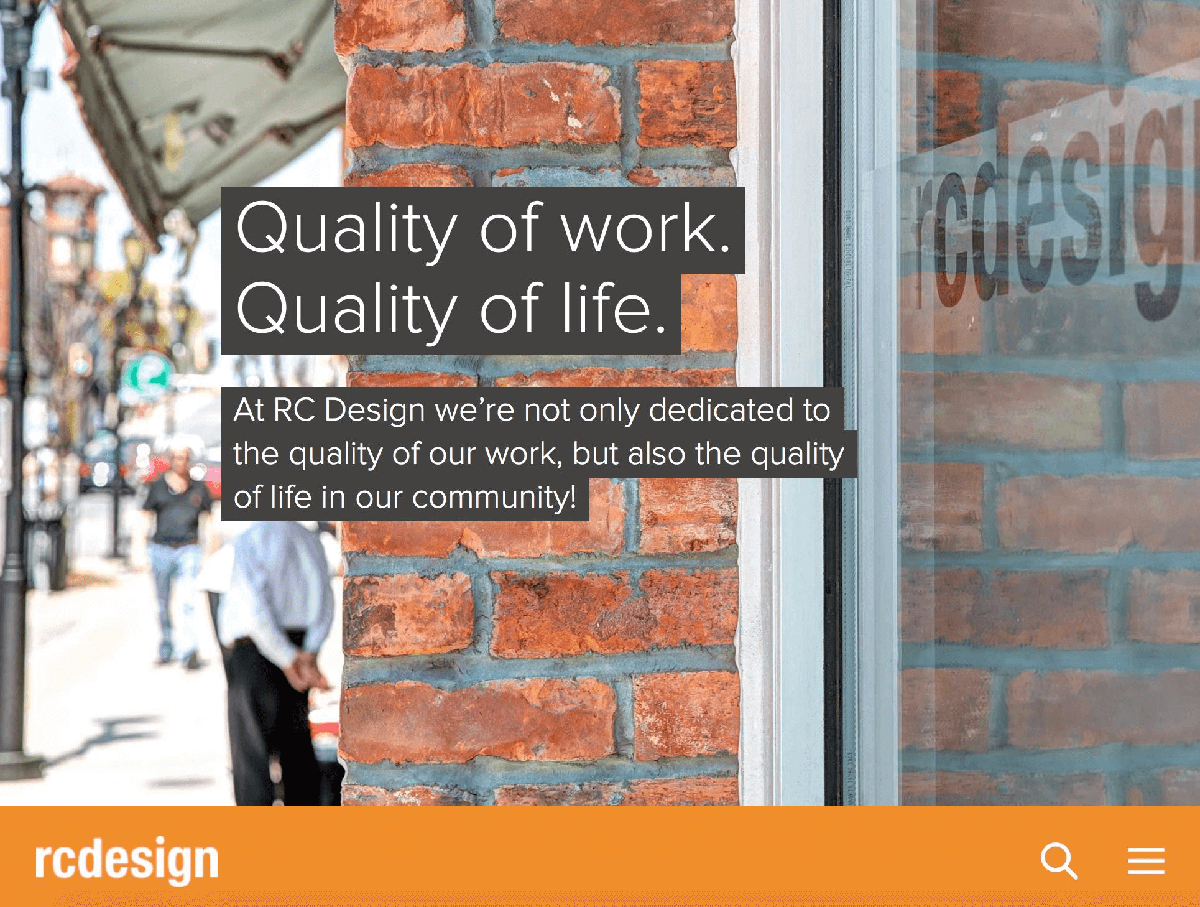 rcdesig
Quality of work.
Quality of life.
At RC Design we’re not only dedicated to
the quality of our work, but also the quality
of life in our community!
rcdesign